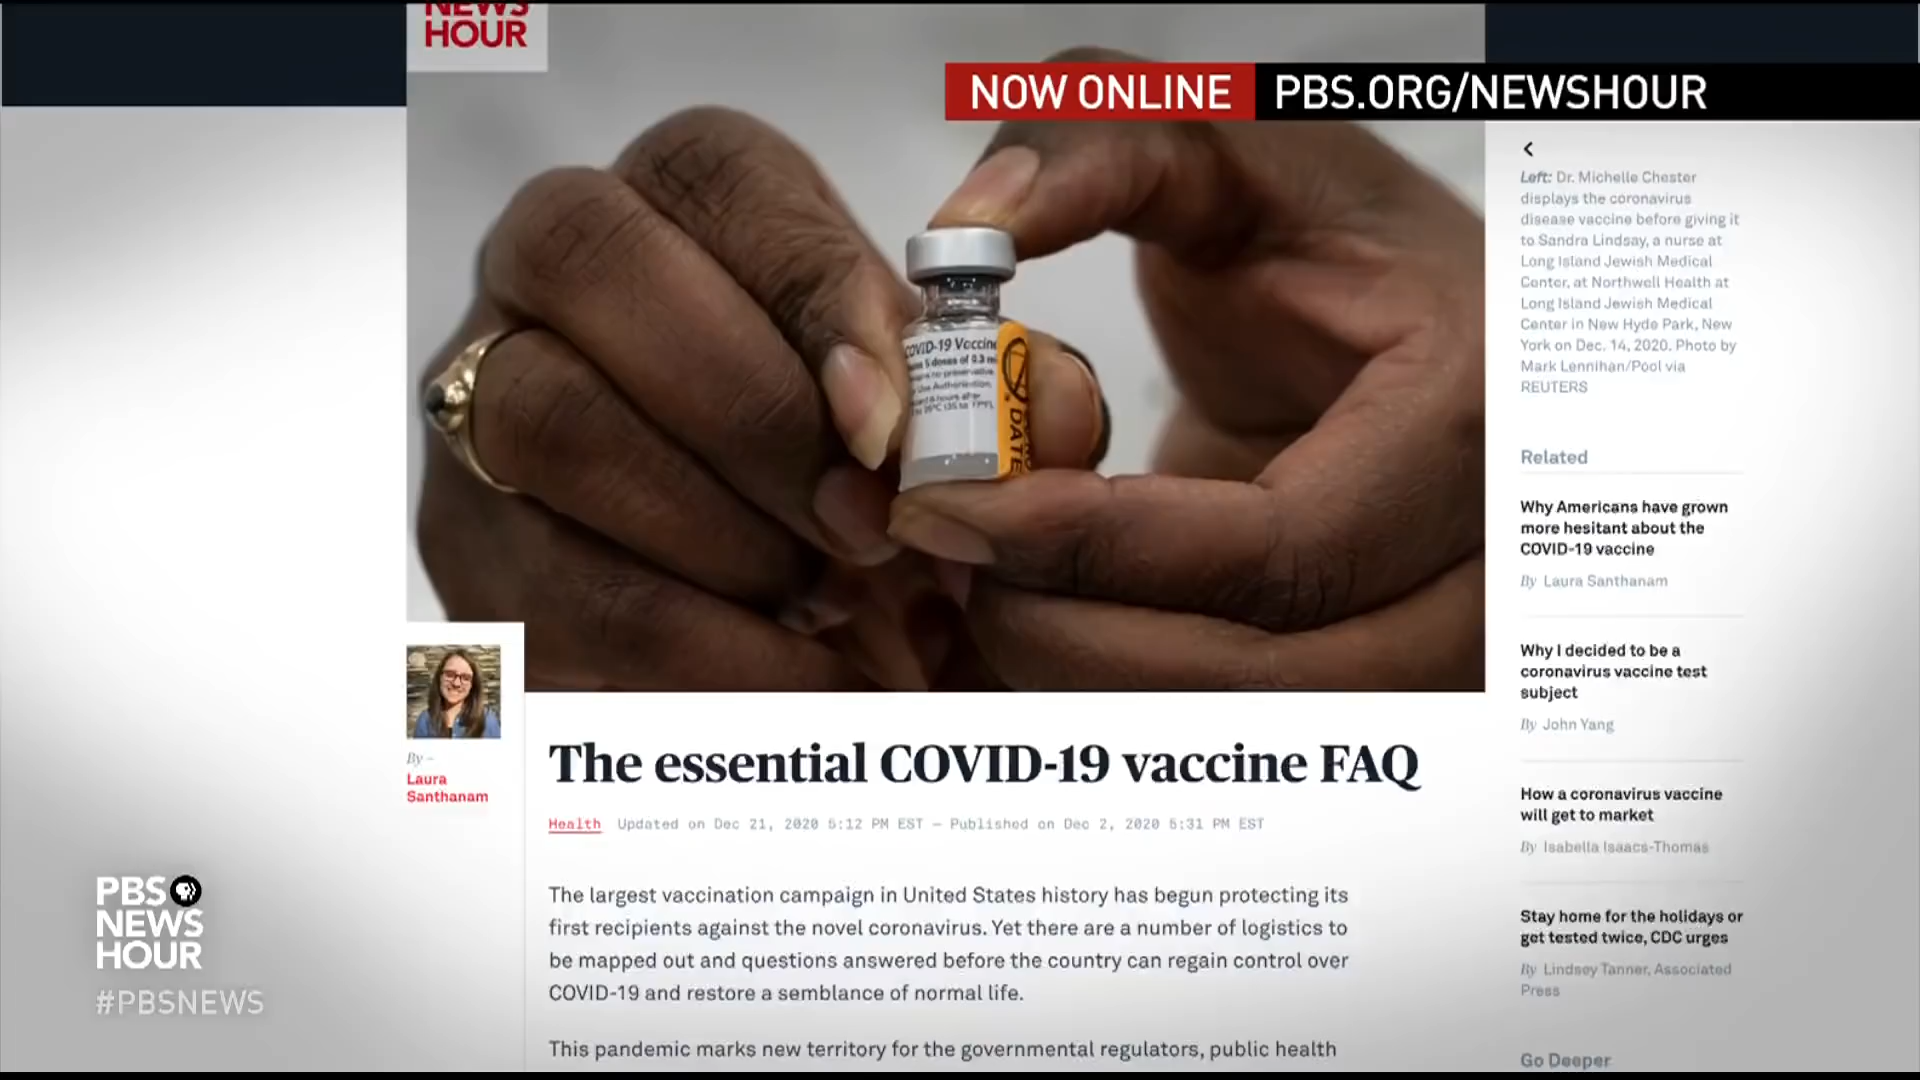 NEWS
HOUR
NOW ONLINE PBS.ORG/NEWSHOUR
COVID-19 Vaccine
5 doses of 0.3 m
DATE
Left: Dr. Michelle Chester
displays the coronavirus
disease vaccine before giving it
to Sandra Lindsay, a nurse at
Long Island Jewish Medical
Center, at Northwell Health at
Long Island Jewish Medical
Center in New Hyde Park, New
York on Dec. 14, 2020. Photo by
Mark Lennihan/Pool via
REUTERS
Related
Why Americans have grown
more hesitant about the
COVID-19 vaccine
By Laura Santhanam
Why I decided to be a
coronavirus vaccine test
subject
By John Yang
How a coronavirus vaccine
will get to market
By Isabella Isaacs-Thomas
Stay home for the holidays or
get tested twice, CDC urges
By Lindsey Tanner, Associated
Press
Go Deeper
By –
Laura
Santhanam
The essential COVID-19 vaccine FAQ
Health Updated on Dec 21, 2020 5:12 PM EST — Published on Dec 2, 2020 5:31 PM EST
The largest vaccination campaign in United States history has begun protecting its
first recipients against the novel coronavirus. Yet there are a number of logistics to
be mapped out and questions answered before the country can regain control over
COVID-19 and restore a semblance of normal life.
This pandemic marks new territory for the governmental regulators, public health
PBS
NEWS
HOUR
#PBSNEWS